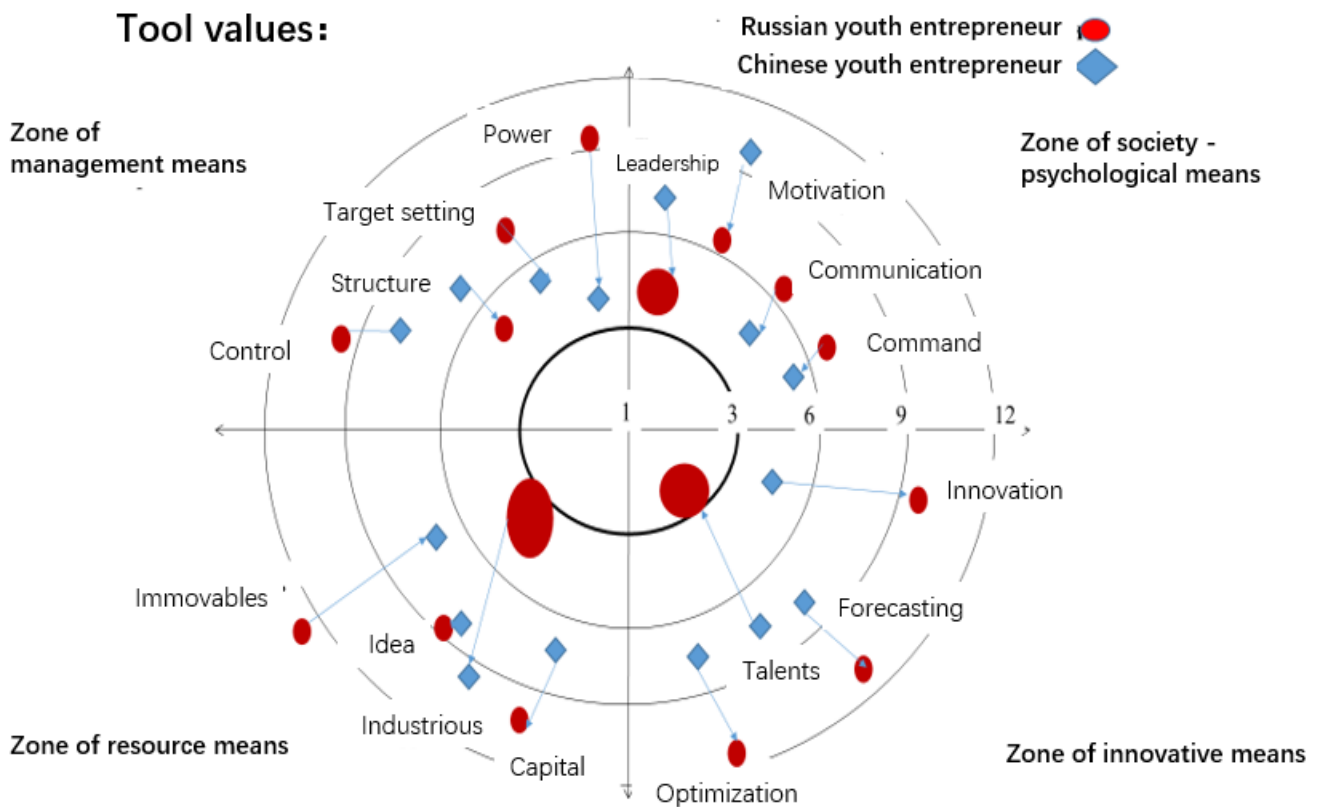 Tool values:
Russian youth entrepreneur
Chinese youth entrepreneur
Zone of
management means
Zone of society -
psychological means
Power
Leadership
Motivation
Target setting
Structure
Communication
Control
Command
1
3
6
9
12
Innovation
Immovables
Forecasting
Idea
Talents
Industrious
Capital
Optimization
Zone of resource means
Zone of innovative means